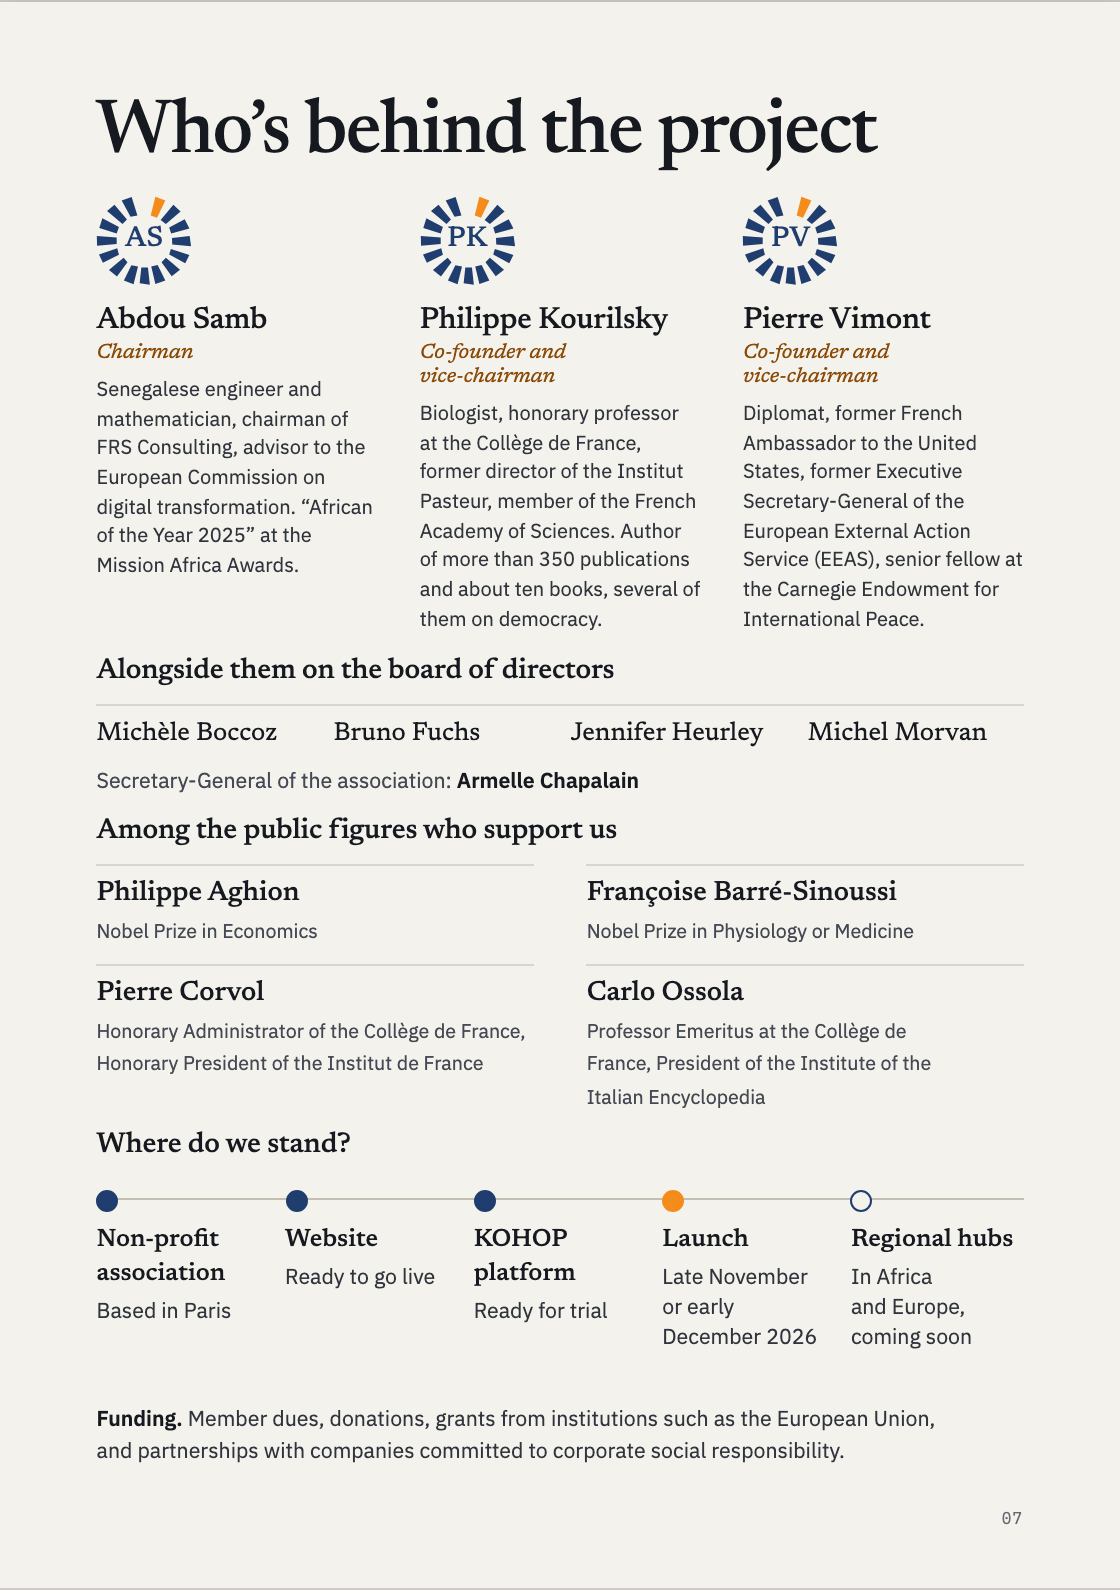 Who’s behind the project
AS
Abdou Samb
Chairman
Senegalese engineer and
mathematician, chairman of
FRS Consulting, advisor to the
European Commission on
digital transformation. “African
of the Year 2025” at the
Mission Africa Awards.
PK
Philippe Kourilsky
Co-founder and
vice-chairman
Biologist, honorary professor
at the Collège de France,
former director of the Institut
Pasteur, member of the French
Academy of Sciences. Author
of more than 350 publications
and about ten books, several of
them on democracy.
PV
Pierre Vimont
Co-founder and
vice-chairman
Diplomat, former French
Ambassador to the United
States, former Executive
Secretary-General of the
European External Action
Service (EEAS), senior fellow at
the Carnegie Endowment for
International Peace.
Alongside them on the board of directors
Michèle Boccoz
Bruno Fuchs
Jennifer Heurley
Michel Morvan
Secretary-General of the association: Armelle Chapalain
Among the public figures who support us
Philippe Aghion
Nobel Prize in Economics
Françoise Barré-Sinoussi
Nobel Prize in Physiology or Medicine
Pierre Corvol
Honorary Administrator of the Collège de France,
Honorary President of the Institut de France
Carlo Ossola
Professor Emeritus at the Collège de
France, President of the Institute of the
Italian Encyclopedia
Where do we stand?
Non-profit
association
Based in Paris
Website
Ready to go live
KOHOP
platform
Ready for trial
Launch
Late November
or early
December 2026
Regional hubs
In Africa
and Europe,
coming soon
Funding. Member dues, donations, grants from institutions such as the European Union,
and partnerships with companies committed to corporate social responsibility.
07